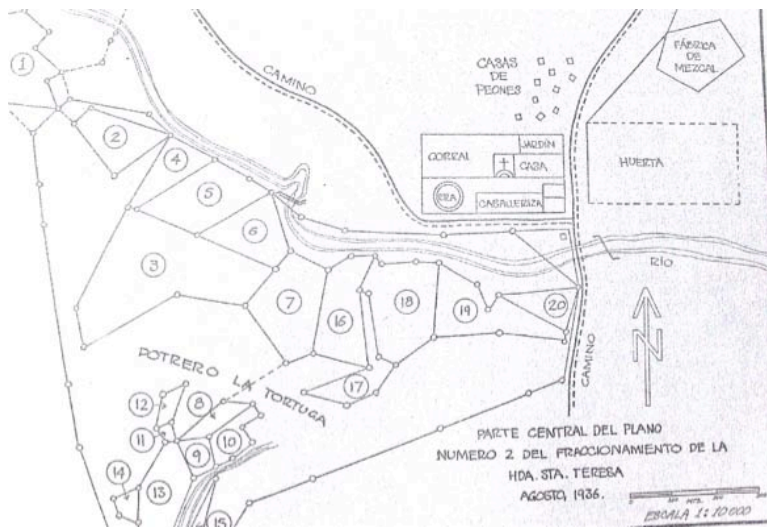 1
CAMINO
CASAS
DE
PEONES
FÁBRICA
DE
MEZCAL
2
4
CORRAL
JARDÍN
CASA
HUERTA
5
ERA
CABALLERIZA
6
3
RÍO
7
16
18
19
20
CAMINO
N
POTRERO LA TORTUGA
17
12
8
11
9
10
14
13
15
PARTE CENTRAL DEL PLANO
NUMERO 2 DEL FRACCIONAMIENTO DE LA
HDA. STA. TERESA
AGOSTO, 1936.
MTS.
ESCALA 1:10000